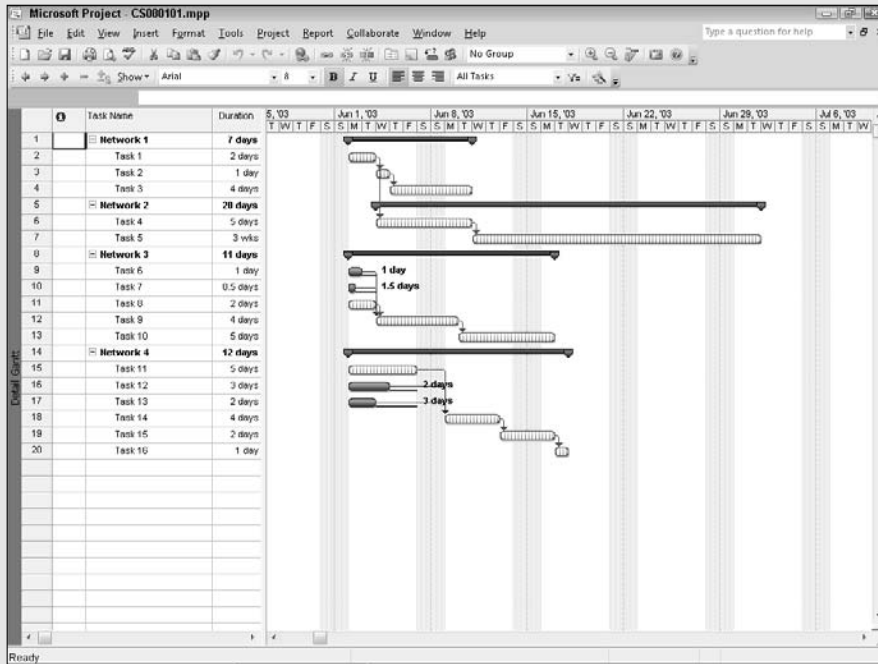 Microsoft Project - CS000101.mpp
File Edit View Insert Format Tools Project Report Collaborate Window Help
Type a question for help
No Group
Show Arial 8 B I U All Tasks
Task Name Duration 5, '03 Jun 1, '03 Jun 8, '03 Jun 15, '03 Jun 22, '03 Jun 29, '03 Jul 6, '03
T W T F S S M T W T F S S M T W T F S S M T W T F S S M T W T F S S M T W T F S S M T W
1 Network 1 7 days
2 Task 1 2 days
3 Task 2 1 day
4 Task 3 4 days
5 Network 2 20 days
6 Task 4 5 days
7 Task 5 3 wks
8 Network 3 11 days
9 Task 6 1 day 1 day
10 Task 7 0.5 days 1.5 days
11 Task 8 2 days
12 Task 9 4 days
13 Task 10 5 days
14 Network 4 12 days
15 Task 11 5 days
16 Task 12 3 days 2 days
17 Task 13 2 days 3 days
18 Task 14 4 days
19 Task 15 2 days
20 Task 16 1 day
Detail Gantt
Ready